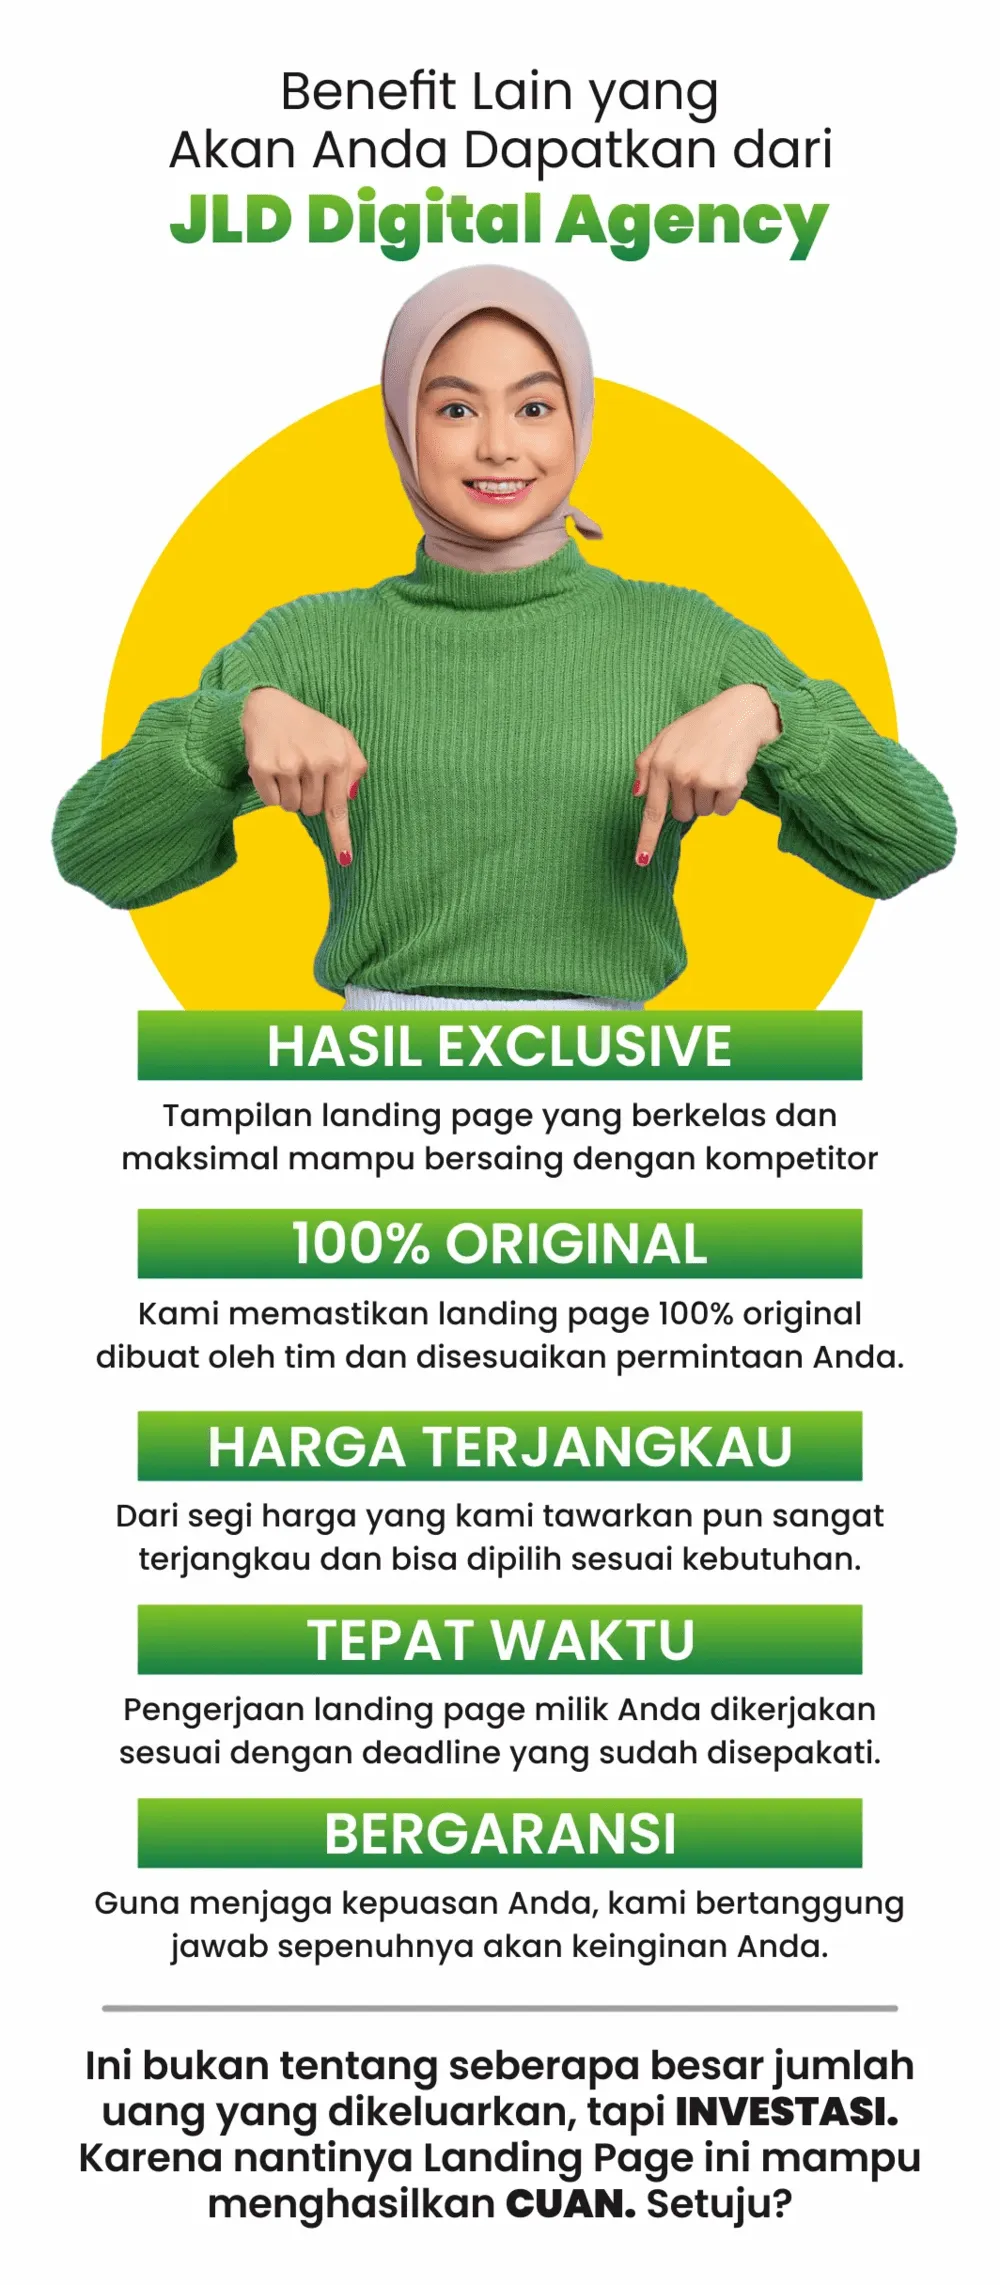 Benefit Lain yang
Akan Anda Dapatkan dari
JLD Digital Agency
HASIL EXCLUSIVE
Tampilan landing page yang berkelas dan
maksimal mampu bersaing dengan kompetitor
100% ORIGINAL
Kami memastikan landing page 100% original
dibuat oleh tim dan disesuaikan permintaan Anda.
HARGA TERJANGKAU
Dari segi harga yang kami tawarkan pun sangat
terjangkau dan bisa dipilih sesuai kebutuhan.
TEPAT WAKTU
Pengerjaan landing page milik Anda dikerjakan
sesuai dengan deadline yang sudah disepakati.
BERGARANSI
Guna menjaga kepuasan Anda, kami bertanggung
jawab sepenuhnya akan keinginan Anda.
Ini bukan tentang seberapa besar jumlah
uang yang dikeluarkan, tapi INVESTASI.
Karena nantinya Landing Page ini mampu
menghasilkan CUAN. Setuju?